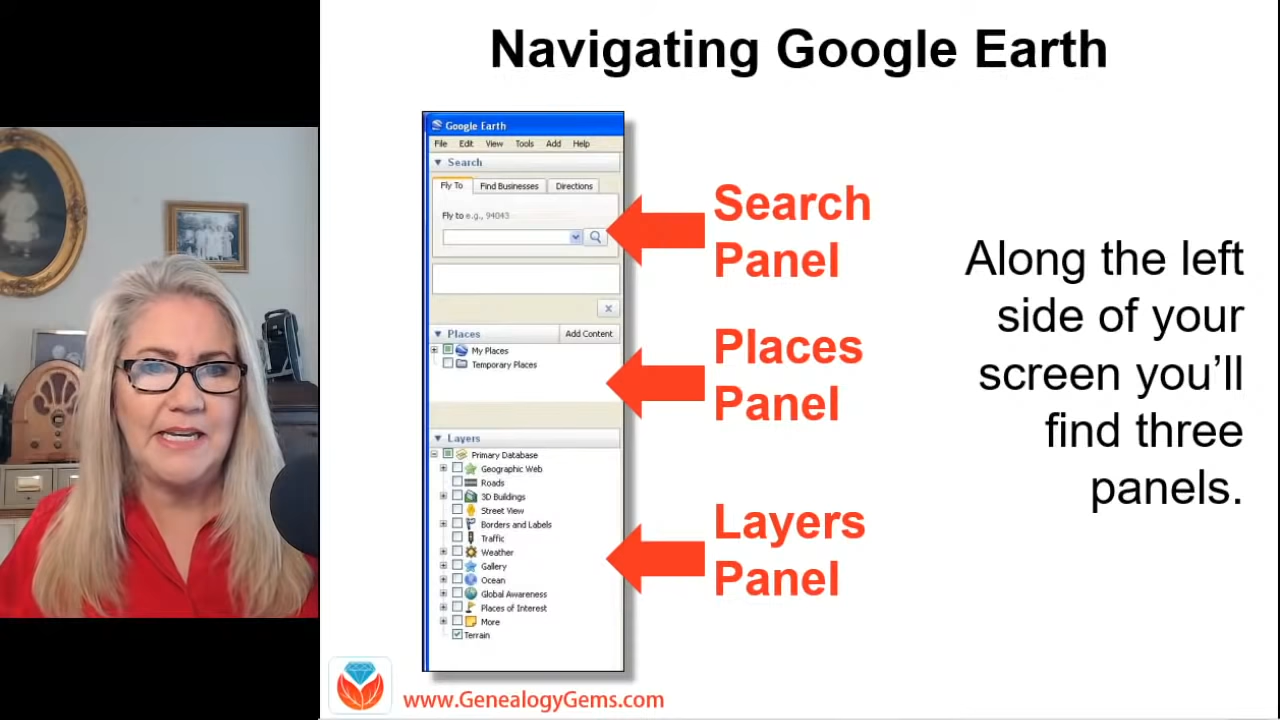 Navigating Google Earth
Google Earth
File Edit View Tools Add Help
Search
Fly To Find Businesses Directions
Fly to e.g., 94043
Search
Panel
Places Add Content
My Places
Temporary Places
Places
Panel
Layers
Primary Database
Geographic Web
Roads
3D Buildings
Street View
Borders and Labels
Traffic
Weather
Gallery
Ocean
Global Awareness
Places of Interest
More
Terrain
Layers
Panel
Along the left
side of your
screen you’ll
find three
panels.
www.GenealogyGems.com